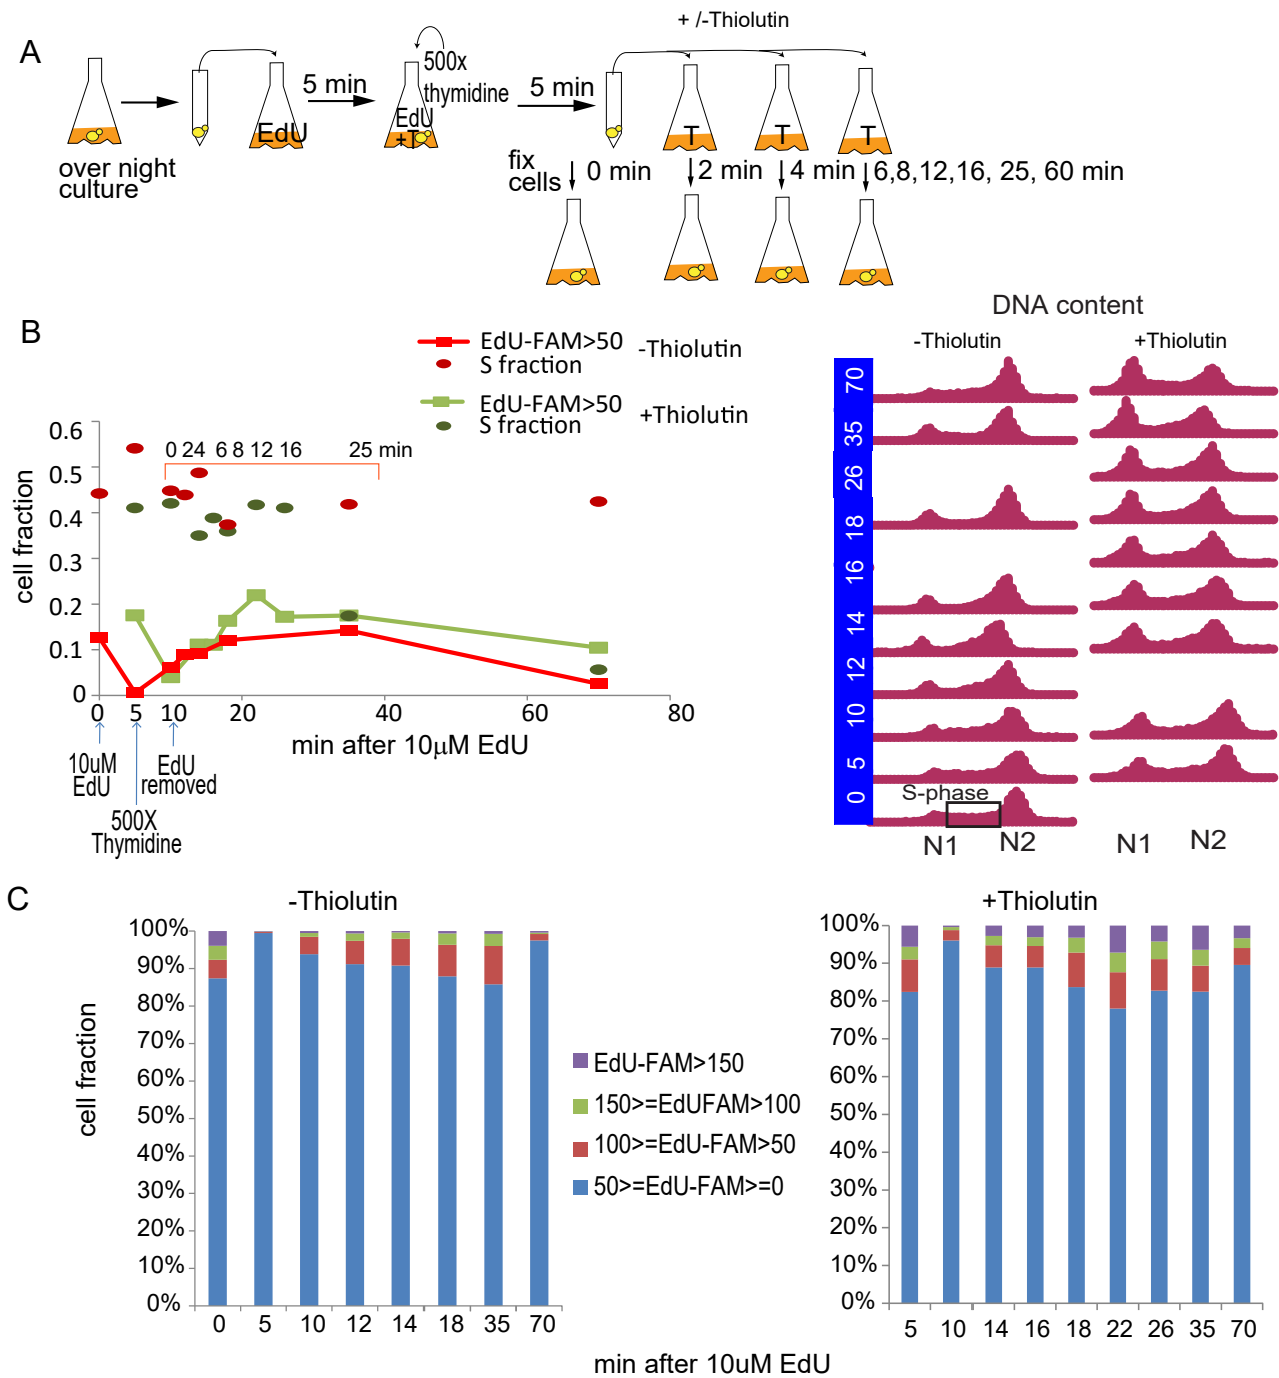 A
+ /-Thiolutin
5 min
500x
thymidine
5 min
EdU
EdU
+T
T
T
T
over night
culture
fix
cells
0 min
2 min
4 min
6,8,12,16, 25, 60 min
B
EdU-FAM>50
S fraction
-Thiolutin
EdU-FAM>50
S fraction
+Thiolutin
0 24 6 8 12 16 25 min
cell fraction
0.6
0.5
0.4
0.3
0.2
0.1
0
0 5 10 20 40 60 80
min after 10μM EdU
10uM
EdU
500X
Thymidine
EdU
removed
DNA content
-Thiolutin
+Thiolutin
70
35
26
18
16
14
12
10
5
0
S-phase
N1 N2
N1 N2
C
-Thiolutin
cell fraction
100%
90%
80%
70%
60%
50%
40%
30%
20%
10%
0%
0 5 10 12 14 18 35 70
EdU-FAM>150
150>=EdUFAM>100
100>=EdU-FAM>50
50>=EdU-FAM>=0
+Thiolutin
100%
90%
80%
70%
60%
50%
40%
30%
20%
10%
0%
5 10 14 16 18 22 26 35 70
min after 10uM EdU